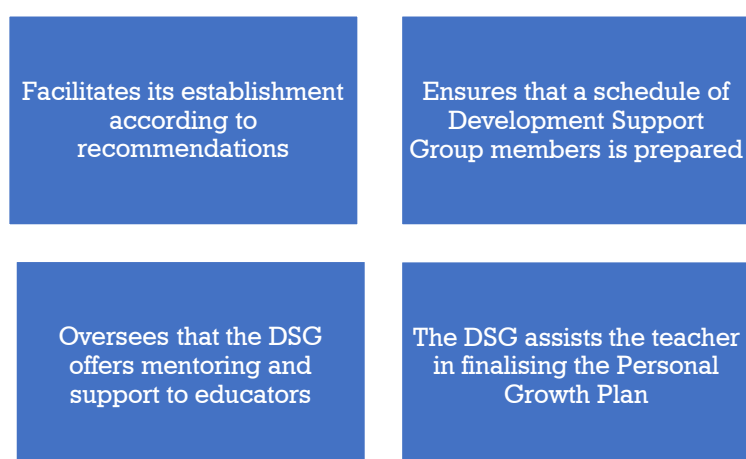 Facilitates its establishment
according to
recommendations
Ensures that a schedule of
Development Support
Group members is prepared
Oversees that the DSG
offers mentoring and
support to educators
The DSG assists the teacher
in finalising the Personal
Growth Plan